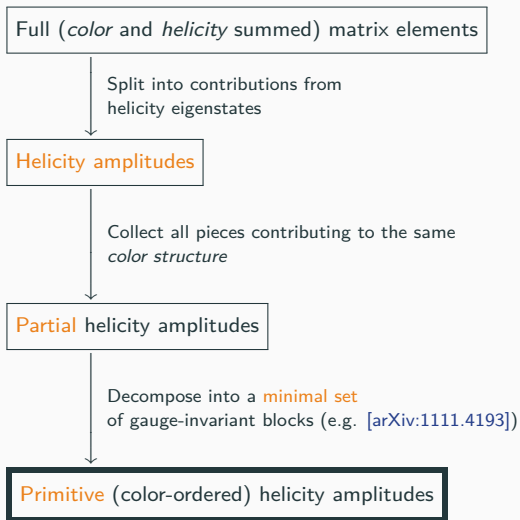 Full (color and helicity summed) matrix elements
Split into contributions from
helicity eigenstates
Helicity amplitudes
Collect all pieces contributing to the same
color structure
Partial helicity amplitudes
Decompose into a minimal set
of gauge-invariant blocks (e.g. [arXiv:1111.4193])
Primitive (color-ordered) helicity amplitudes